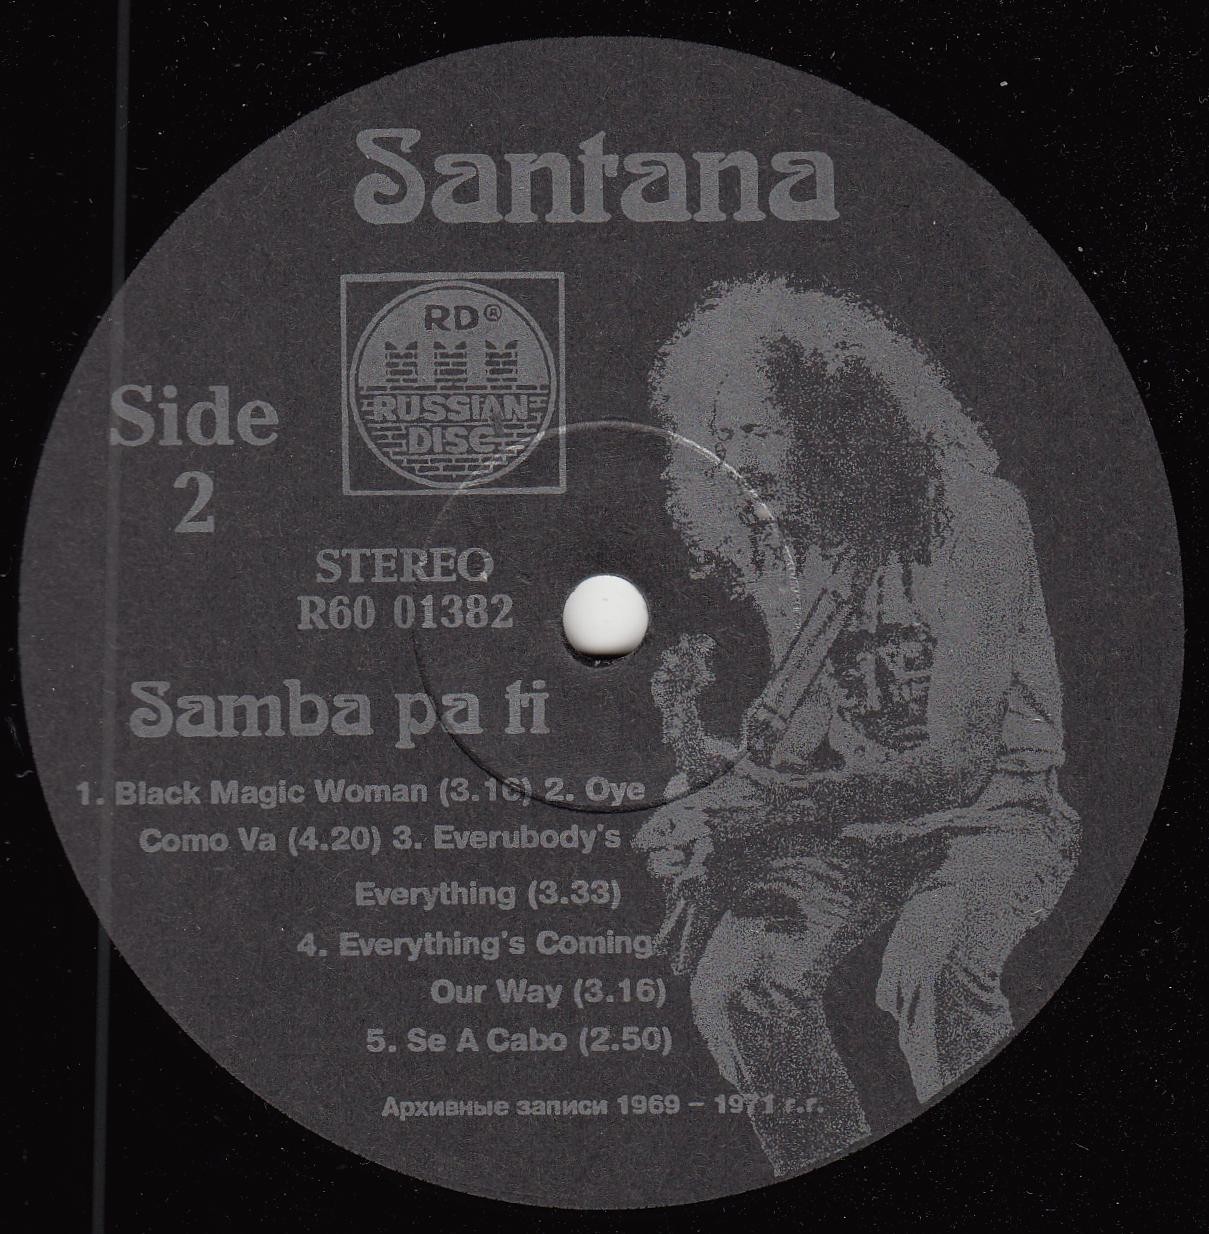 Santana
RD®
RUSSIAN
DISC
Side
2
STEREO
R60 01382
Samba pa ti
1. Black Magic Woman (3.16) 2. Oye
Como Va (4.20) 3. Everubody's
Everything (3.33)
4. Everything's Coming
Our Way (3.16)
5. Se A Cabo (2.50)
Архивные записи 1969 – 1971 г.г.